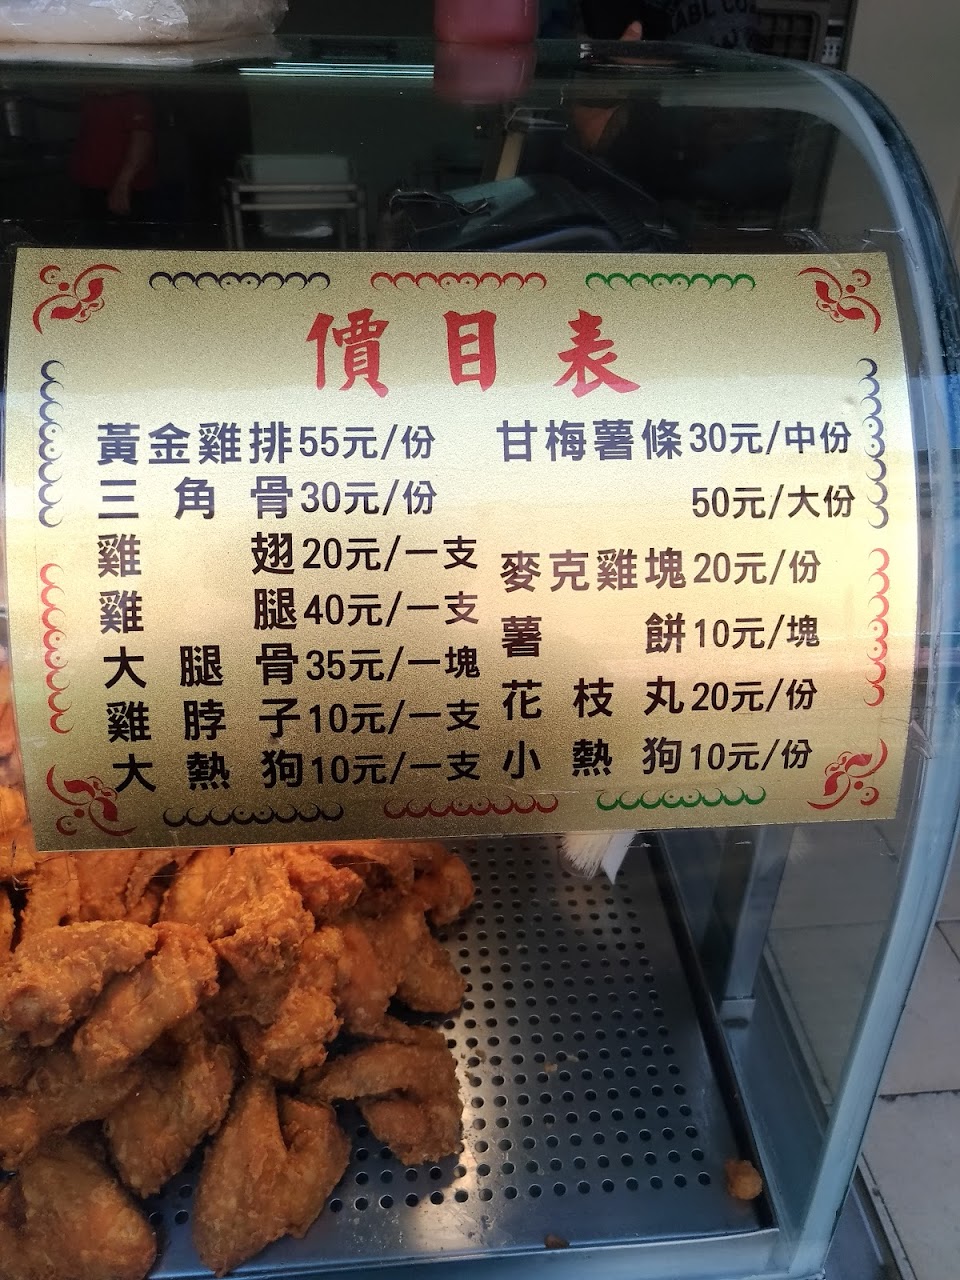 價目表
黃金雞排55元/份
三角骨30元/份
雞翅20元/一支
雞腿40元/一支
大腿骨35元/一塊
雞脖子10元/一支
大熱狗10元/一支
甘梅薯條30元/中份
50元/大份
麥克雞塊20元/份
薯餅10元/塊
花枝丸20元/份
小熱狗10元/份